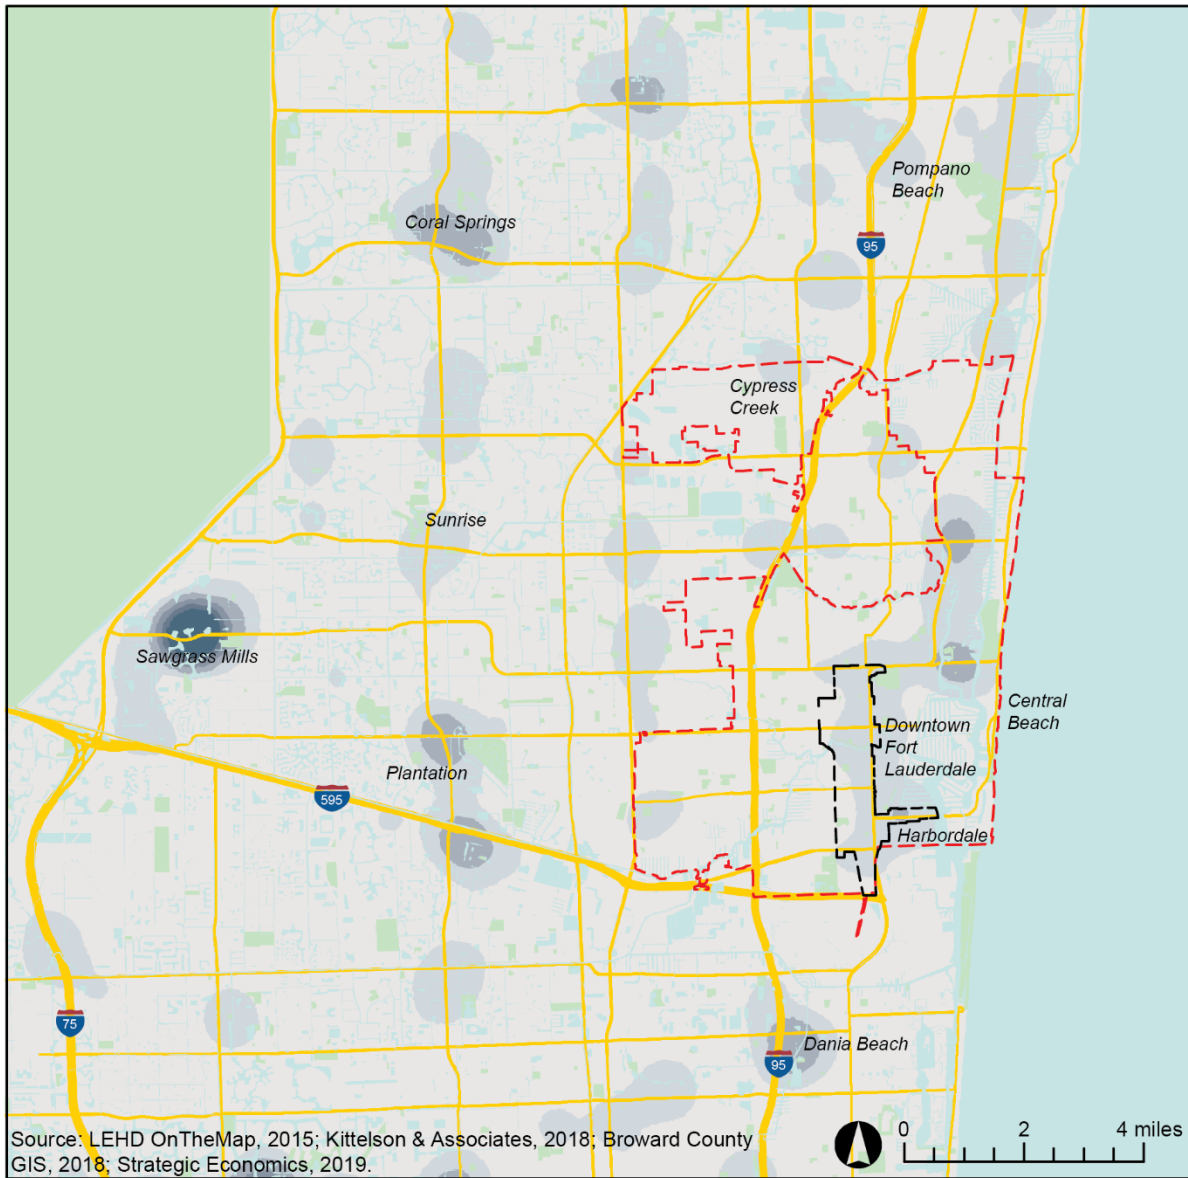 Pompano
Beach
Coral Springs
95
Cypress
Creek
Sunrise
Sawgrass Mills
Central
Beach
Downtown
Fort
Lauderdale
Plantation
595
Harbordale
75
Dania Beach
95
Source: LEHD OnTheMap, 2015; Kittelson & Associates, 2018; Broward County
GIS, 2018; Strategic Economics, 2019.
0 2 4 miles